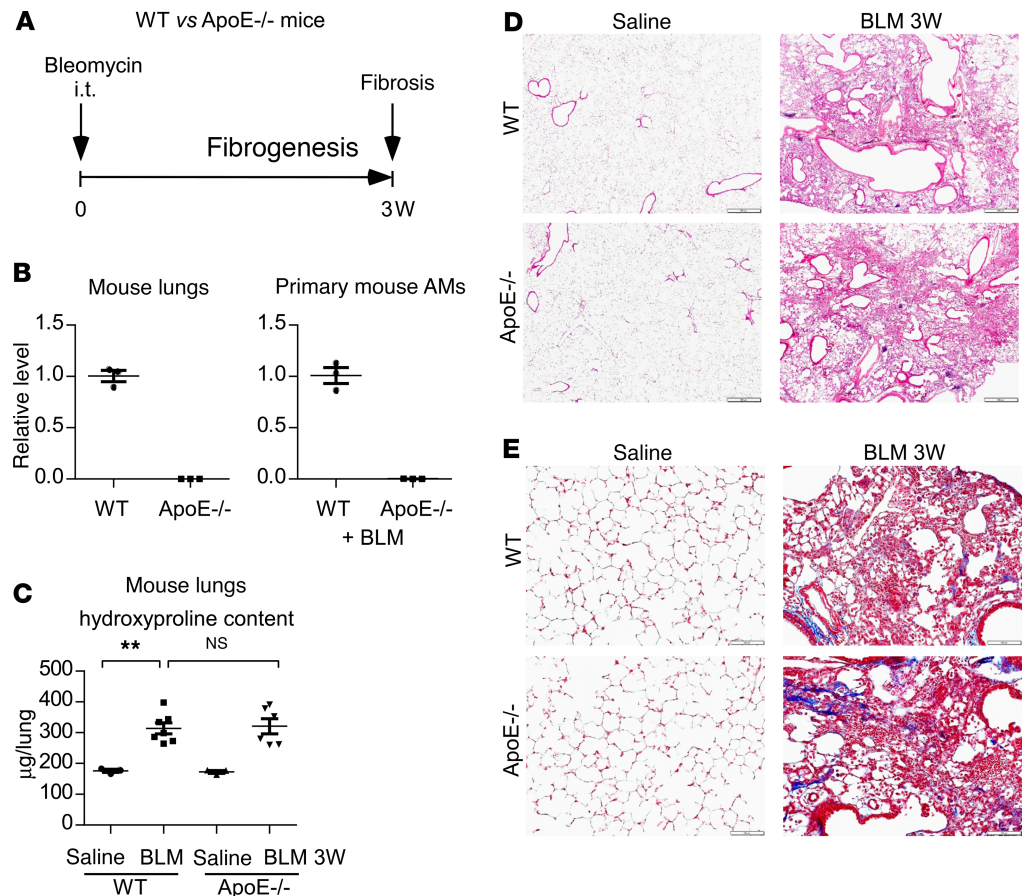 A
WT vs ApoE-/- mice
Bleomycin
i.t.
Fibrosis
Fibrogenesis
0
3W
B
Mouse lungs
Primary mouse AMs
Relative level
1.5
1.0
0.5
0.0
WT
ApoE-/-
1.5
1.0
0.5
0.0
WT
ApoE-/-
+ BLM
C
Mouse lungs
hydroxyproline content
**
NS
µg/lung
500
400
300
200
100
0
Saline
BLM
Saline
BLM 3W
WT
ApoE-/-
D
Saline
BLM 3W
WT
ApoE-/-
E
Saline
BLM 3W
WT
ApoE-/-